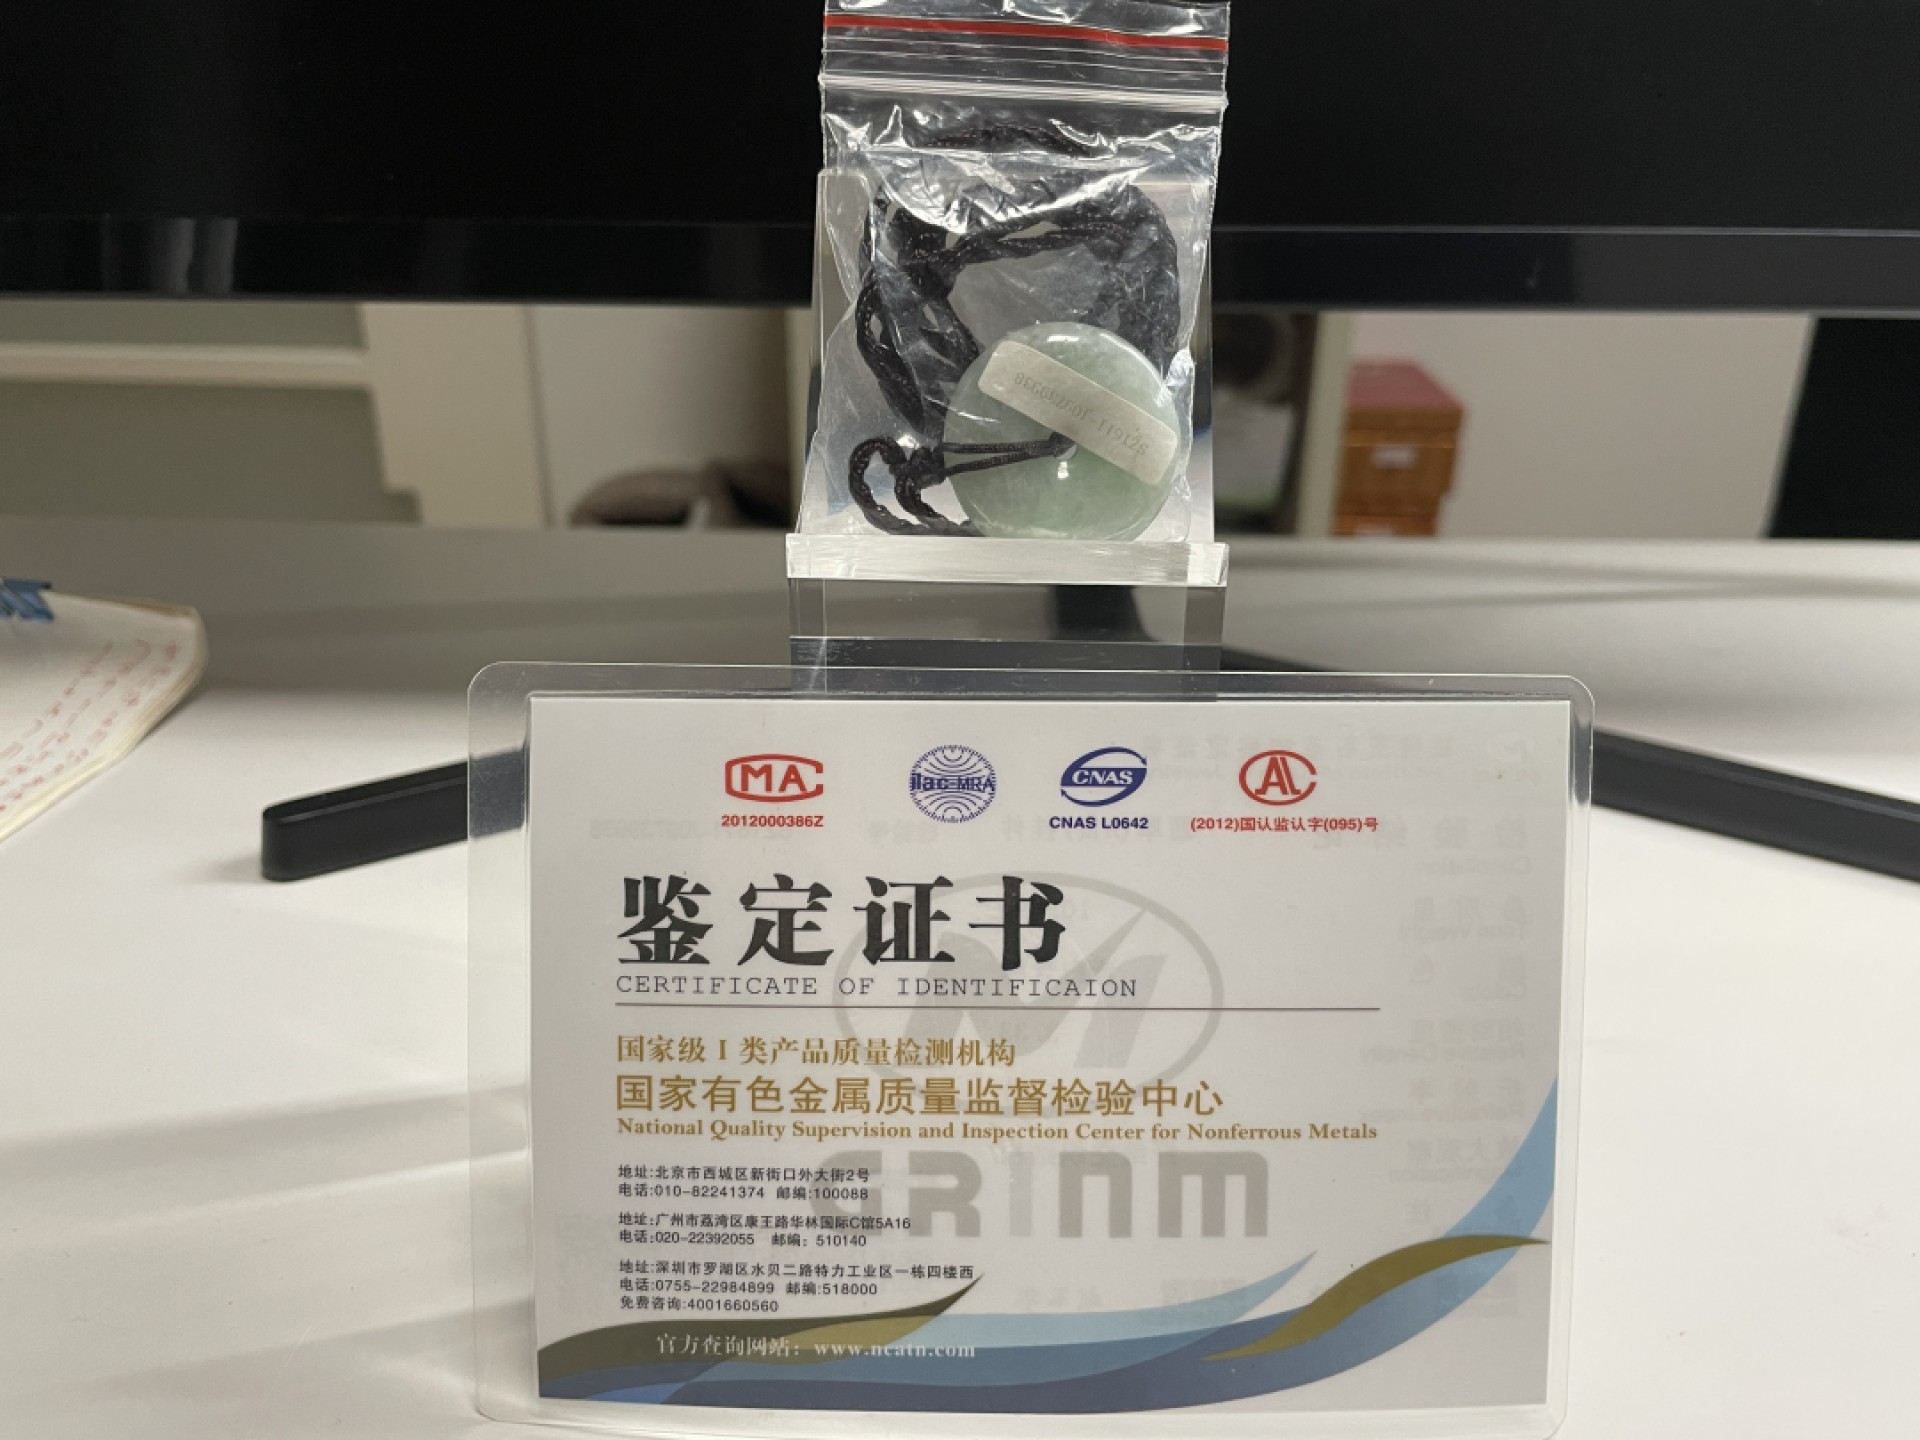 SZ1611-J0A039338
MA
ilac-MRA
CNAS
AL
2012000386Z
CNAS L0642
(2012)国认监认字(095)号
鉴定证书
CERTIFICATE OF IDENTIFICAION
国家级 I 类产品质量检测机构
国家有色金属质量监督检验中心
National Quality Supervision and Inspection Center for Nonferrous Metals
GRINM
地址:北京市西城区新街口外大街2号
电话:010-82241374 邮编:100088
地址:广州市荔湾区康王路华林国际C馆5A16
电话:020-22392055 邮编: 510140
地址:深圳市罗湖区水贝二路特力工业区一栋四楼西
电话:0755-22984899 邮编:518000
免费咨询:4001660560
官方查询网站: www.ncatn.com